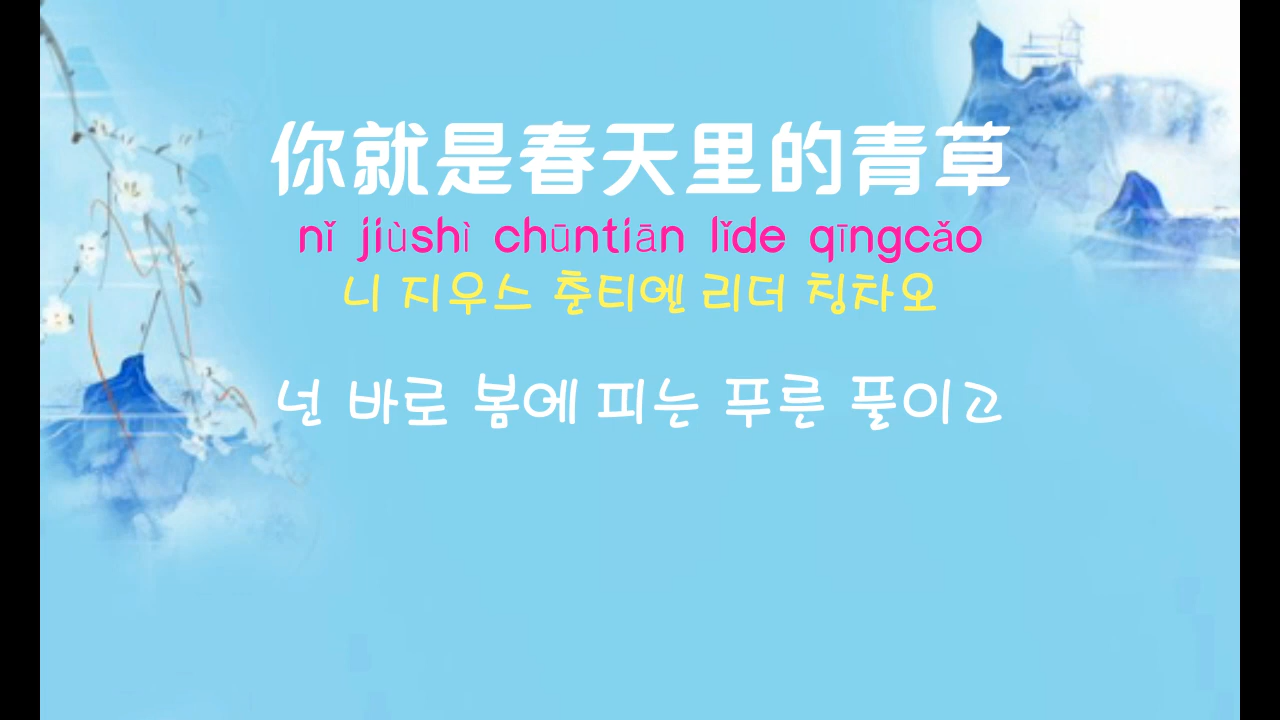 你就是春天里的青草
nǐ jiùshì chūntiān lǐde qīngcǎo
니 지우스 춘티엔 리더 칭차오
넌 바로 봄에 피는 푸른 풀이고